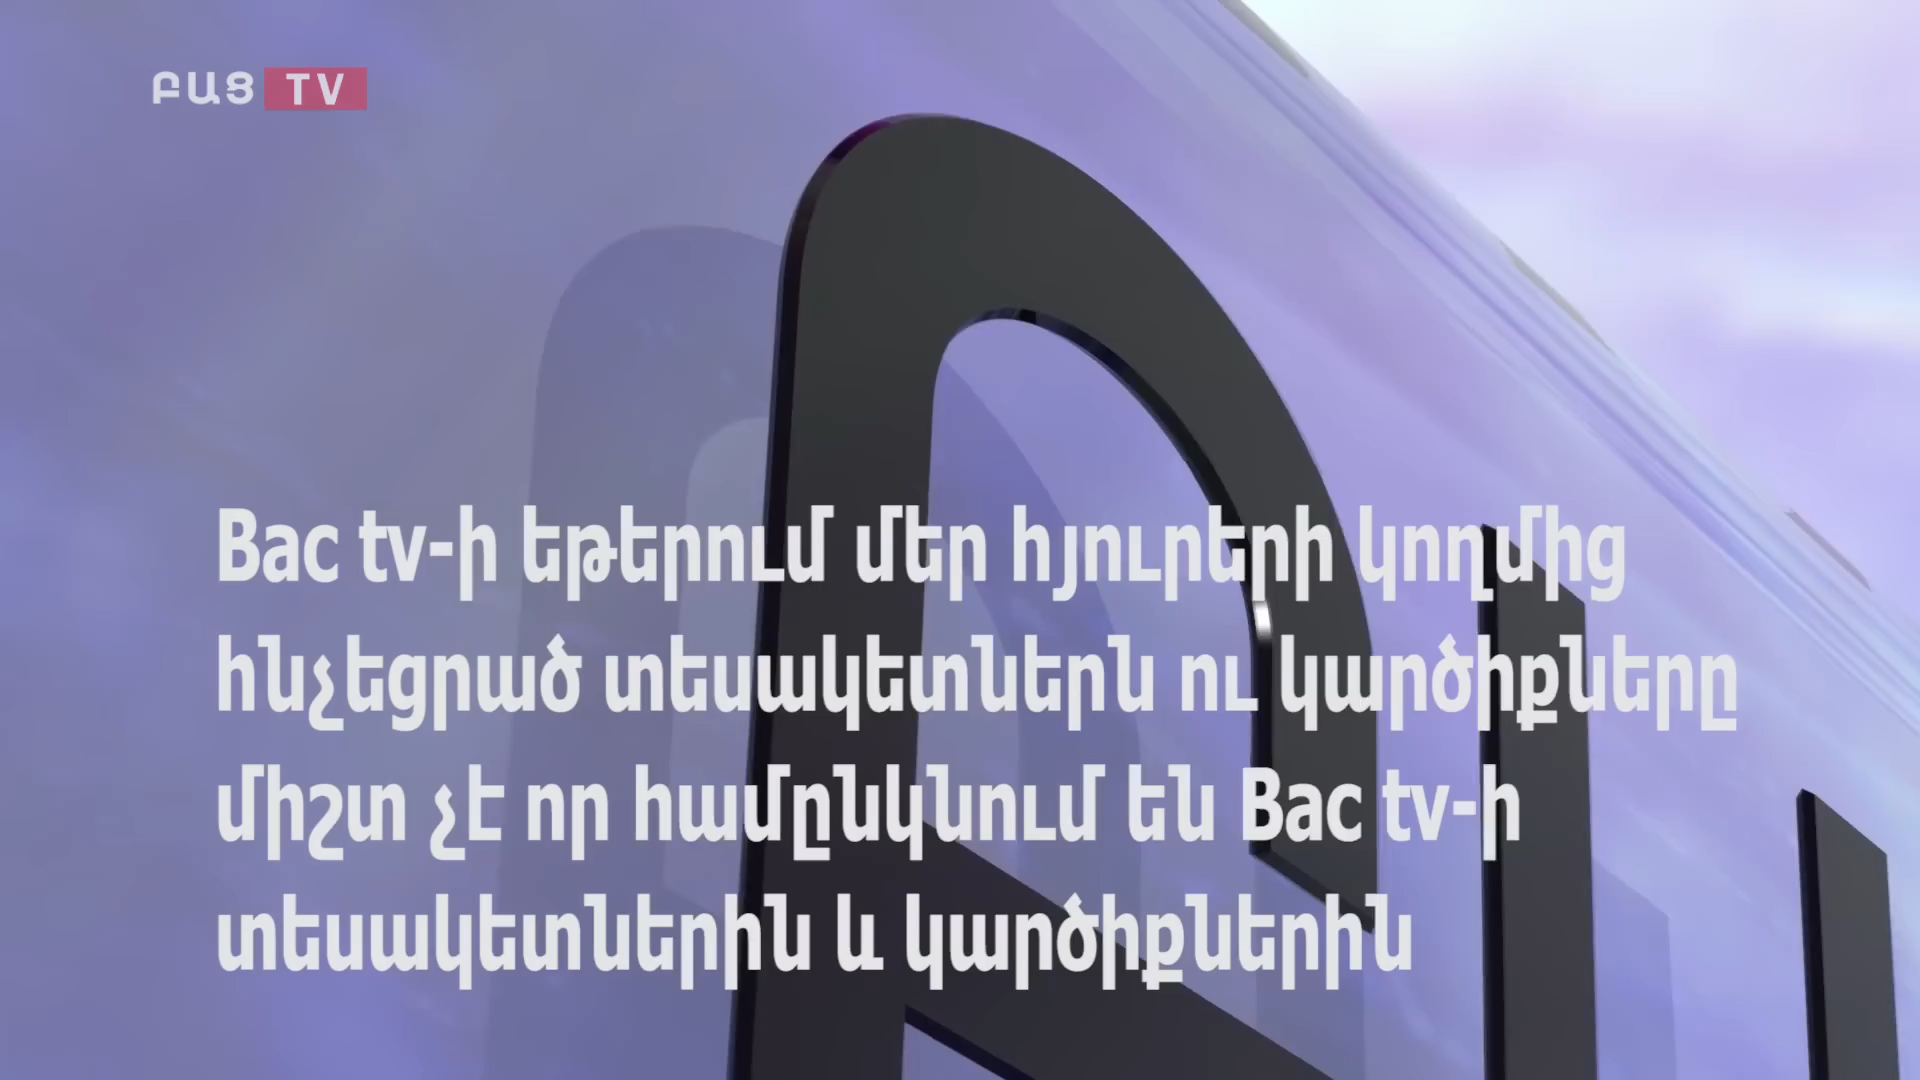 ԲԱՑ TV
Bac tv-ի եթերում մեր հյուրերի կողմից
հնչեցրած տեսակետներն ու կարծիքները
միշտ չէ որ համընկնում են Bac tv-ի
տեսակետներին և կարծիքներին